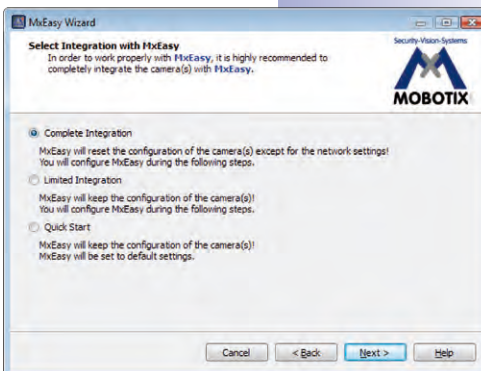 MxEasy Wizard
Select Integration with MxEasy
In order to work properly with MxEasy, it is highly recommended to
completely integrate the camera(s) with MxEasy.
Security-Vision-Systems
MOBOTIX
Complete Integration
MxEasy will reset the configuration of the camera(s) except for the network settings!
You will configure MxEasy during the following steps.
Limited Integration
MxEasy will keep the configuration of the camera(s)!
You will configure MxEasy during the following steps.
Quick Start
MxEasy will keep the configuration of the camera(s)!
MxEasy will be set to default settings.
Cancel
< Back
Next >
Help